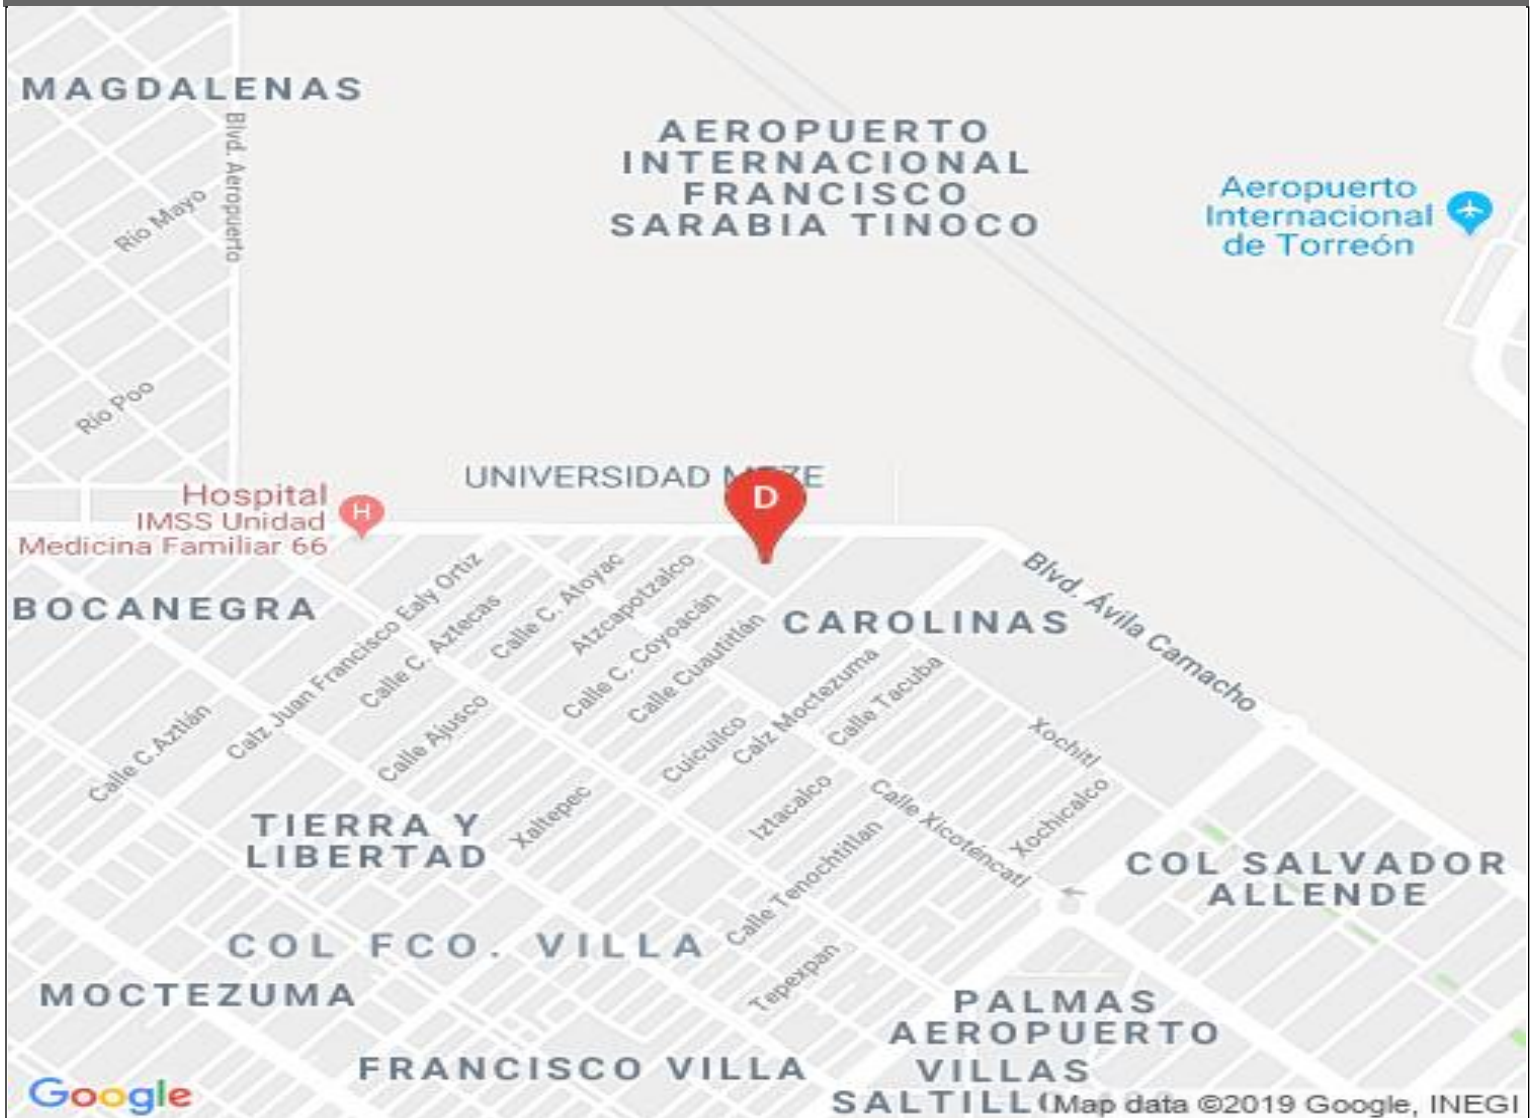 MAGDALENAS
Blvd. Aeropuerto
AEROPUERTO
INTERNACIONAL
FRANCISCO
SARABIA TINOCO
Aeropuerto
Internacional
de Torreón
Río Mayo
Río Poo
UNIVERSIDAD
D
Hospital
IMSS Unidad
Medicina Familiar 66
H
BOCANEGRA
Calz Juan Francisco Ealy Ortiz
Calle C. Aztecas
Calle C. Atoyac
Atzcapotzalco
Calle C. Coyoacán
Calle Cuautitlán
CAROLINAS
Blvd. Ávila Camacho
Calle C.Aztlán
Calle Ajusco
Cuicuilco
Calz Moctezuma
Calle Tacuba
Xochitl
Xaltepec
Iztacalco
Calle Xicoténcatl
Xochicalco
TIERRA Y
LIBERTAD
Calle Tenochtitlan
COL SALVADOR
ALLENDE
COL FCO. VILLA
Tepexpan
MOCTEZUMA
PALMAS
AEROPUERTO
FRANCISCO VILLA
VILLAS
Google
Map data ©2019 Google, INEGI